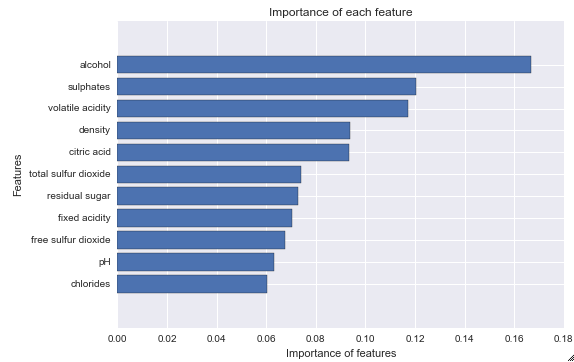 Importance of each feature
alcohol
sulphates
volatile acidity
density
citric acid
total sulfur dioxide
residual sugar
fixed acidity
free sulfur dioxide
pH
chlorides
Features
0.00 0.02 0.04 0.06 0.08 0.10 0.12 0.14 0.16 0.18
Importance of features